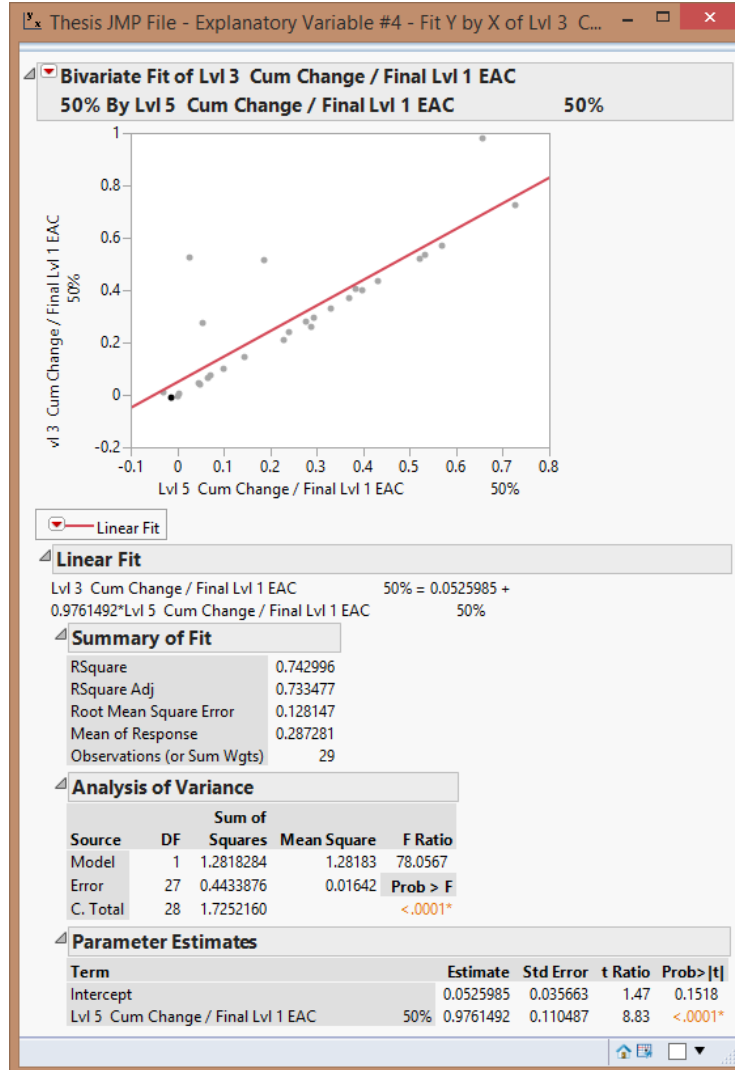 Thesis JMP File - Explanatory Variable #4 - Fit Y by X of Lvl 3 C...
Bivariate Fit of Lvl 3 Cum Change / Final Lvl 1 EAC
50% By Lvl 5 Cum Change / Final Lvl 1 EAC 50%
1
0.8
0.6
0.4
0.2
0
-0.2
vl 3 Cum Change / Final Lvl 1 EAC
50%
-0.1 0 0.1 0.2 0.3 0.4 0.5 0.6 0.7 0.8
Lvl 5 Cum Change / Final Lvl 1 EAC 50%
Linear Fit
Linear Fit
Lvl 3 Cum Change / Final Lvl 1 EAC 50% = 0.0525985 +
0.9761492*Lvl 5 Cum Change / Final Lvl 1 EAC 50%
Summary of Fit
RSquare 0.742996
RSquare Adj 0.733477
Root Mean Square Error 0.128147
Mean of Response 0.287281
Observations (or Sum Wgts) 29
Analysis of Variance
Sum of
Source DF Squares Mean Square F Ratio
Model 1 1.2818284 1.28183 78.0567
Error 27 0.4433876 0.01642 Prob > F
C. Total 28 1.7252160 <.0001*
Parameter Estimates
Term Estimate Std Error t Ratio Prob>|t|
Intercept 0.0525985 0.035663 1.47 0.1518
Lvl 5 Cum Change / Final Lvl 1 EAC 50% 0.9761492 0.110487 8.83 <.0001*